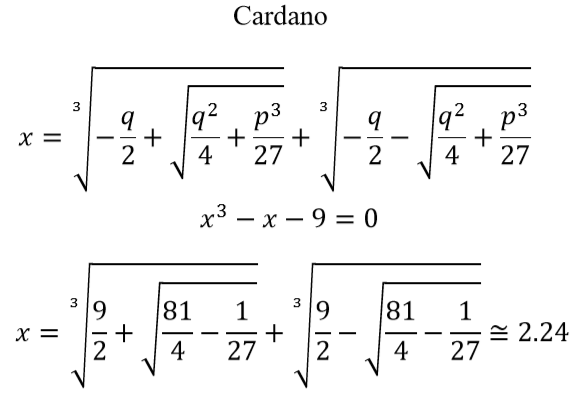 Cardano
x = ∛(−q/2 + √(q²/4 + p³/27)) + ∛(−q/2 − √(q²/4 + p³/27))
x³ − x − 9 = 0
x = ∛(9/2 + √(81/4 − 1/27)) + ∛(9/2 − √(81/4 − 1/27)) ≅ 2.24